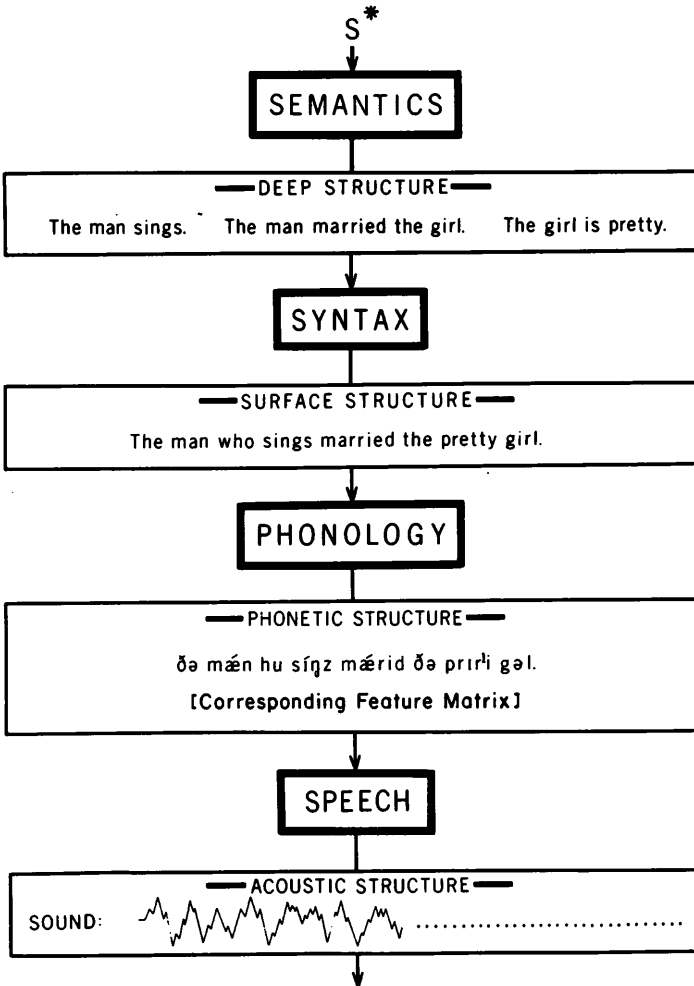 S*
SEMANTICS
DEEP STRUCTURE
The man sings. The man married the girl. The girl is pretty.
SYNTAX
SURFACE STRUCTURE
The man who sings married the pretty girl.
PHONOLOGY
PHONETIC STRUCTURE
ðə mǽn hu síŋz mǽrid ðə
[Corresponding Feature Matrix]
SPEECH
ACOUSTIC STRUCTURE
SOUND: